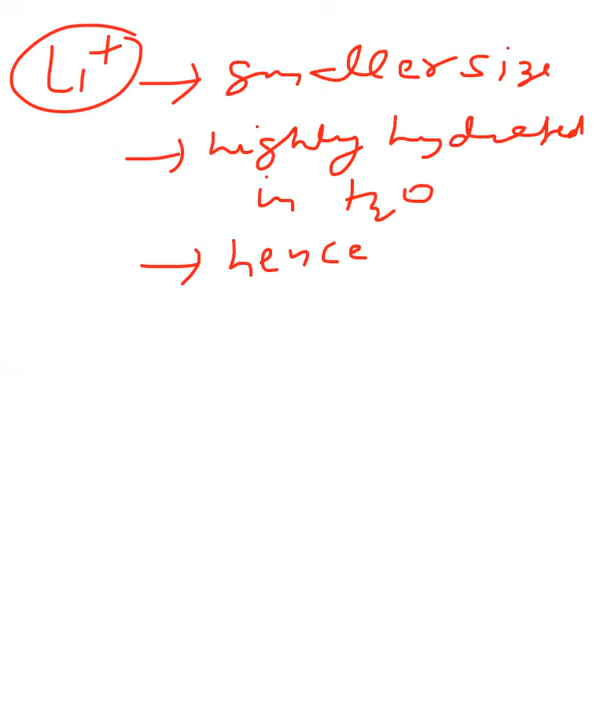 Li⁺ → smaller size
→ highly hydrated
in H₂O
→ hence